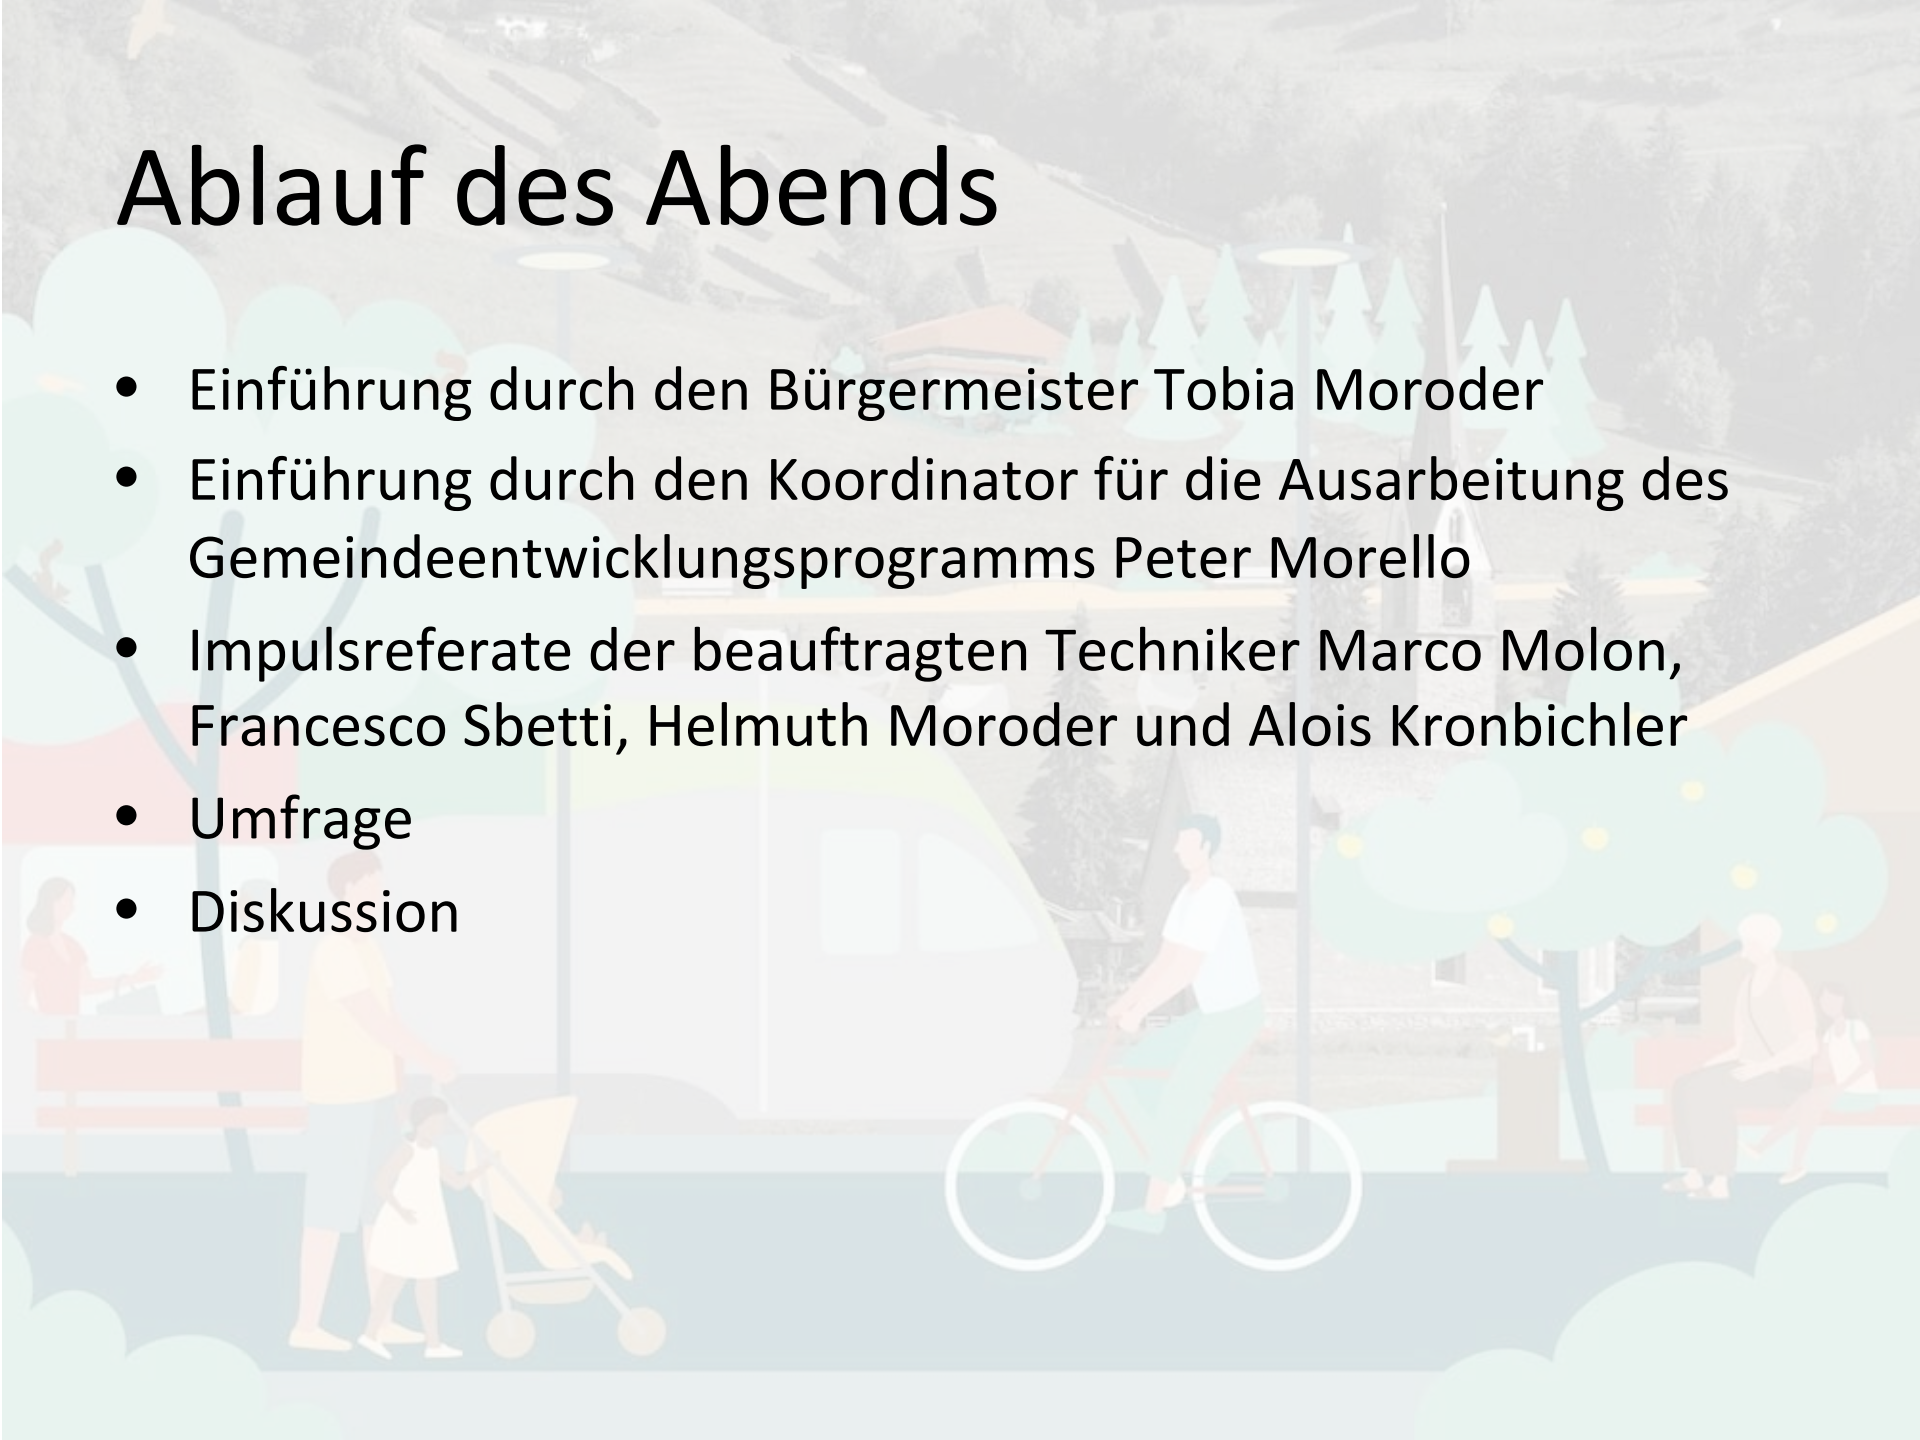 Ablauf des Abends
• Einführung durch den Bürgermeister Tobia Moroder
• Einführung durch den Koordinator für die Ausarbeitung des
Gemeindeentwicklungsprogramms Peter Morello
• Impulsreferate der beauftragten Techniker Marco Molon,
Francesco Sbetti, Helmuth Moroder und Alois Kronbichler
• Umfrage
• Diskussion